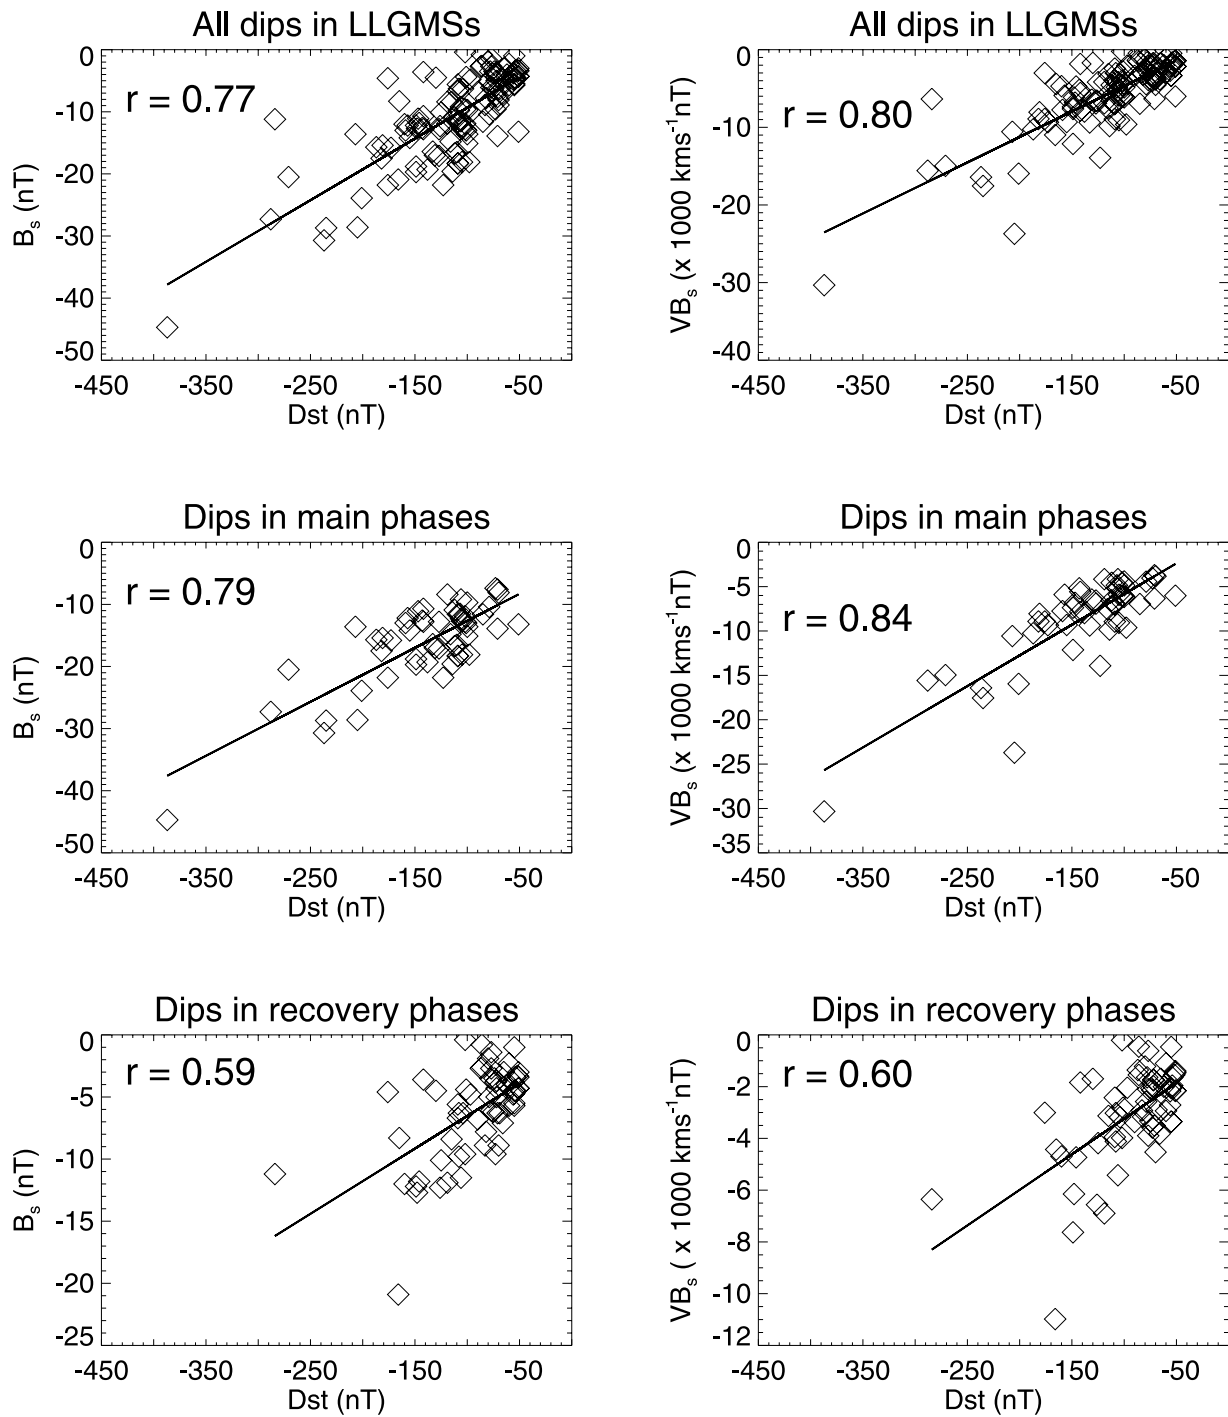 All dips in LLGMSs
r = 0.77
B_s (nT)
0
-10
-20
-30
-40
-50
-450 -350 -250 -150 -50
Dst (nT)
All dips in LLGMSs
r = 0.80
VB_s (x 1000 kms⁻¹nT)
0
-10
-20
-30
-40
-450 -350 -250 -150 -50
Dst (nT)
Dips in main phases
r = 0.79
B_s (nT)
0
-10
-20
-30
-40
-50
-450 -350 -250 -150 -50
Dst (nT)
Dips in main phases
r = 0.84
VB_s (x 1000 kms⁻¹nT)
0
-5
-10
-15
-20
-25
-30
-35
-450 -350 -250 -150 -50
Dst (nT)
Dips in recovery phases
r = 0.59
B_s (nT)
0
-5
-10
-15
-20
-25
-450 -350 -250 -150 -50
Dst (nT)
Dips in recovery phases
r = 0.60
VB_s ( x 1000 kms⁻¹nT)
0
-2
-4
-6
-8
-10
-12
-450 -350 -250 -150 -50
Dst (nT)